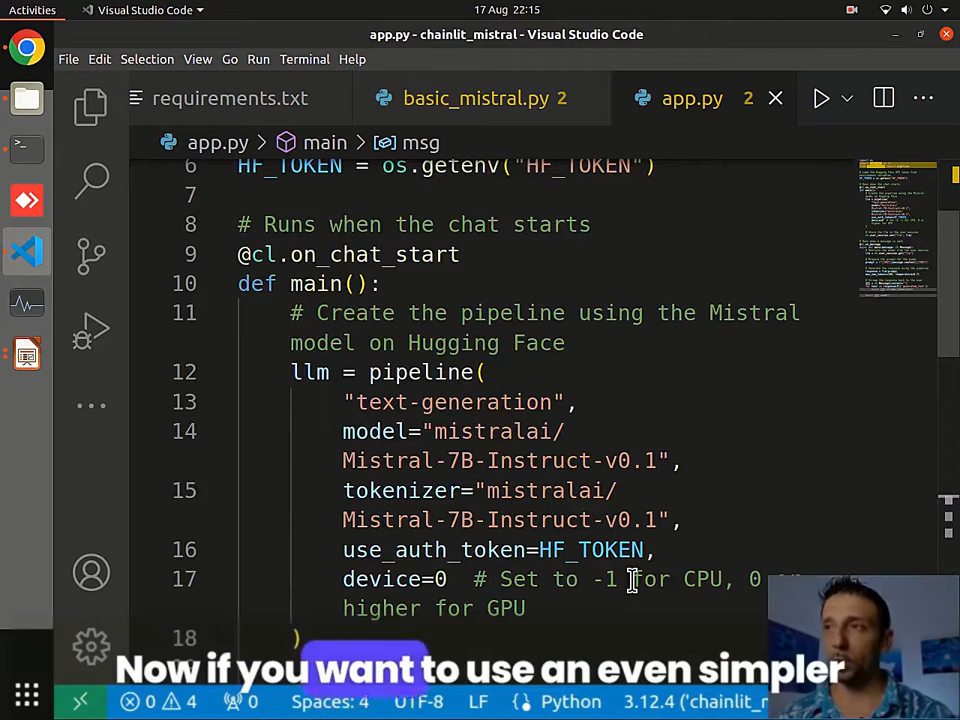 Activities
Visual Studio Code
17 Aug 22:15
app.py - chainlit_mistral - Visual Studio Code
File Edit Selection View Go Run Terminal Help
requirements.txt
basic_mistral.py 2
app.py 2
app.py > main > msg
6 HF_TOKEN = os.getenv("HF_TOKEN")
7
8 # Runs when the chat starts
9 @cl.on_chat_start
10 def main():
11 # Create the pipeline using the Mistral
model on Hugging Face
12 llm = pipeline(
13 "text-generation",
14 model="mistralai/
Mistral-7B-Instruct-v0.1",
15 tokenizer="mistralai/
Mistral-7B-Instruct-v0.1",
16 use_auth_token=HF_TOKEN,
17 device=0 # Set to -1 for CPU, 0
higher for GPU
18 )
Now if you want to use an even simpler
0 4 0 Spaces: 4 UTF-8 LF Python 3.12.4 ('chainlit_mistral'